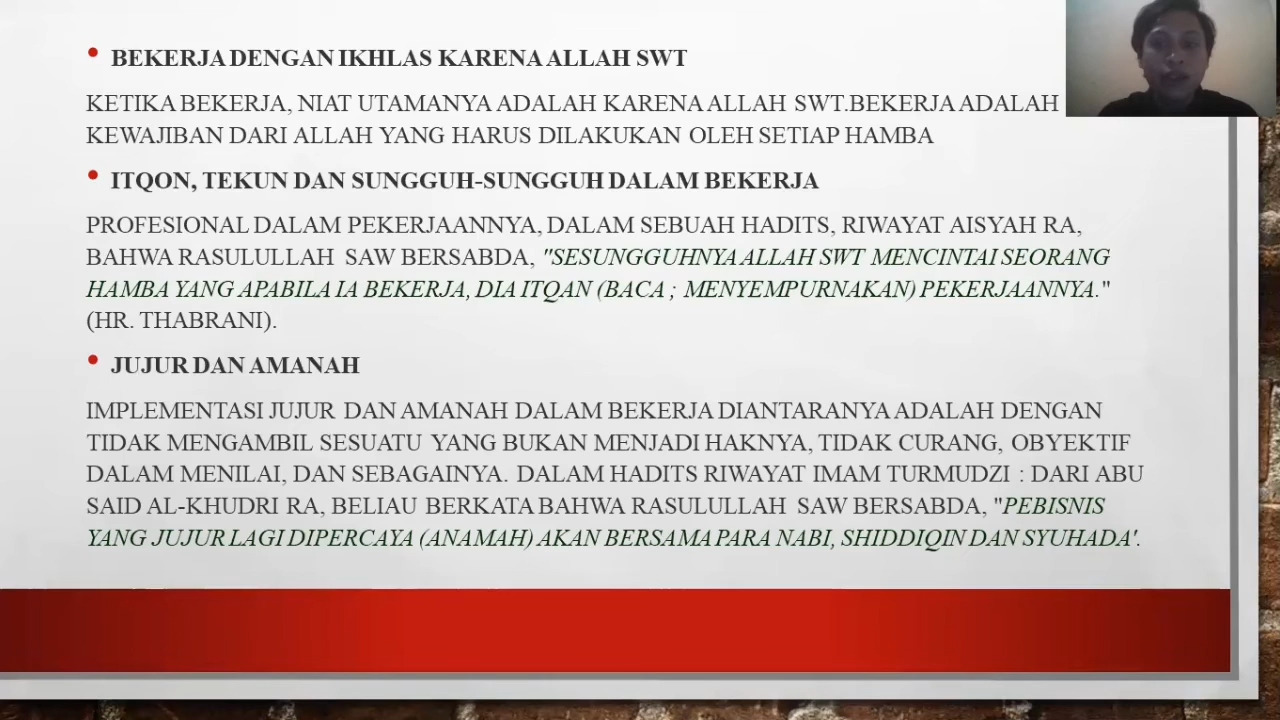 BEKERJA DENGAN IKHLAS KARENA ALLAH SWT
KETIKA BEKERJA, NIAT UTAMANYA ADALAH KARENA ALLAH SWT.BEKERJA ADALAH
KEWAJIBAN DARI ALLAH YANG HARUS DILAKUKAN OLEH SETIAP HAMBA
ITQON, TEKUN DAN SUNGGUH-SUNGGUH DALAM BEKERJA
PROFESIONAL DALAM PEKERJAANNYA, DALAM SEBUAH HADITS, RIWAYAT AISYAH RA,
BAHWA RASULULLAH SAW BERSABDA, "SESUNGGUHNYA ALLAH SWT MENCINTAI SEORANG
HAMBA YANG APABILA IA BEKERJA, DIA ITQAN (BACA ; MENYEMPURNAKAN) PEKERJAANNYA."
(HR. THABRANI).
JUJUR DAN AMANAH
IMPLEMENTASI JUJUR DAN AMANAH DALAM BEKERJA DIANTARANYA ADALAH DENGAN
TIDAK MENGAMBIL SESUATU YANG BUKAN MENJADI HAKNYA, TIDAK CURANG, OBYEKTIF
DALAM MENILAI, DAN SEBAGAINYA. DALAM HADITS RIWAYAT IMAM TURMUDZI : DARI ABU
SAID AL-KHUDRI RA, BELIAU BERKATA BAHWA RASULULLAH SAW BERSABDA, "PEBISNIS
YANG JUJUR LAGI DIPERCAYA (ANAMAH) AKAN BERSAMA PARA NABI, SHIDDIQIN DAN SYUHADA'.